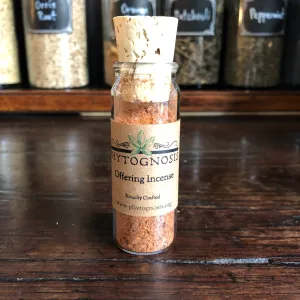 Orris
Root
Orange
Patchouli
Peppermint
PHYTOGNOSIS
Offering Incense
Ritually Crafted
www.phytognosis.org